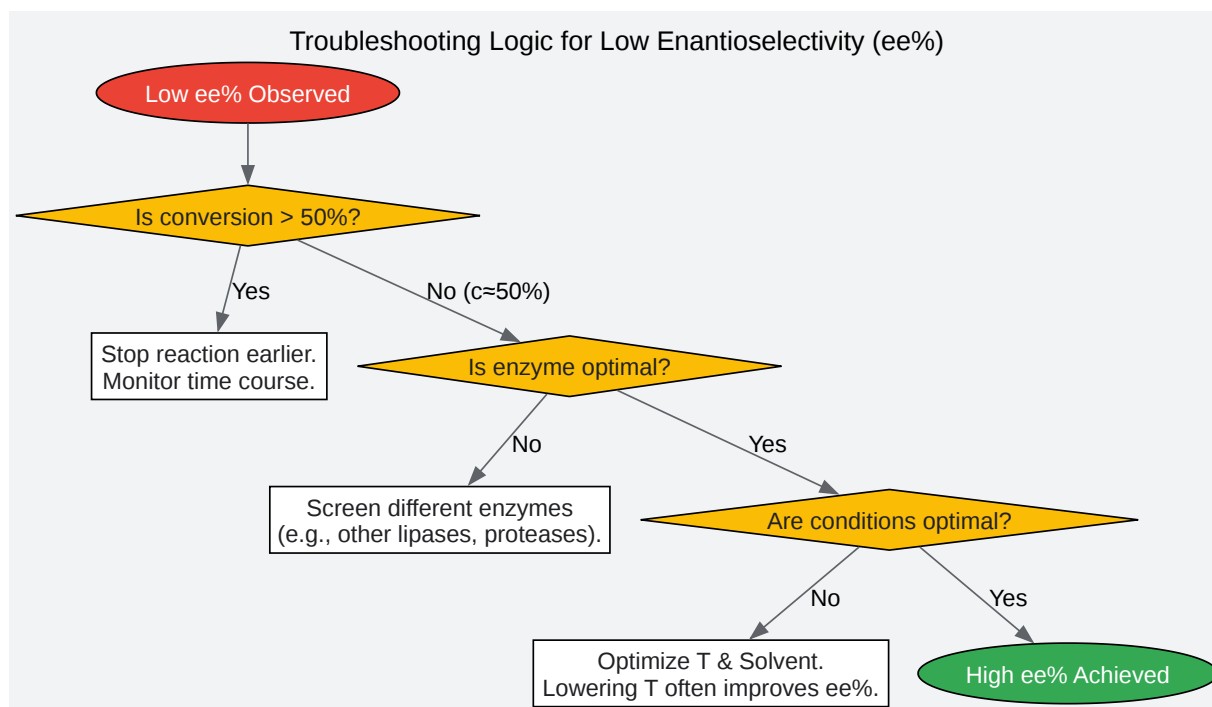 Troubleshooting Logic for Low Enantioselectivity (ee%)
Low ee% Observed
Is conversion > 50%?
Yes
No (c≈50%)
Stop reaction earlier.
Monitor time course.
Is enzyme optimal?
No
Yes
Screen different enzymes
(e.g., other lipases, proteases).
Are conditions optimal?
No
Yes
Optimize T & Solvent.
Lowering T often improves ee%.
High ee% Achieved